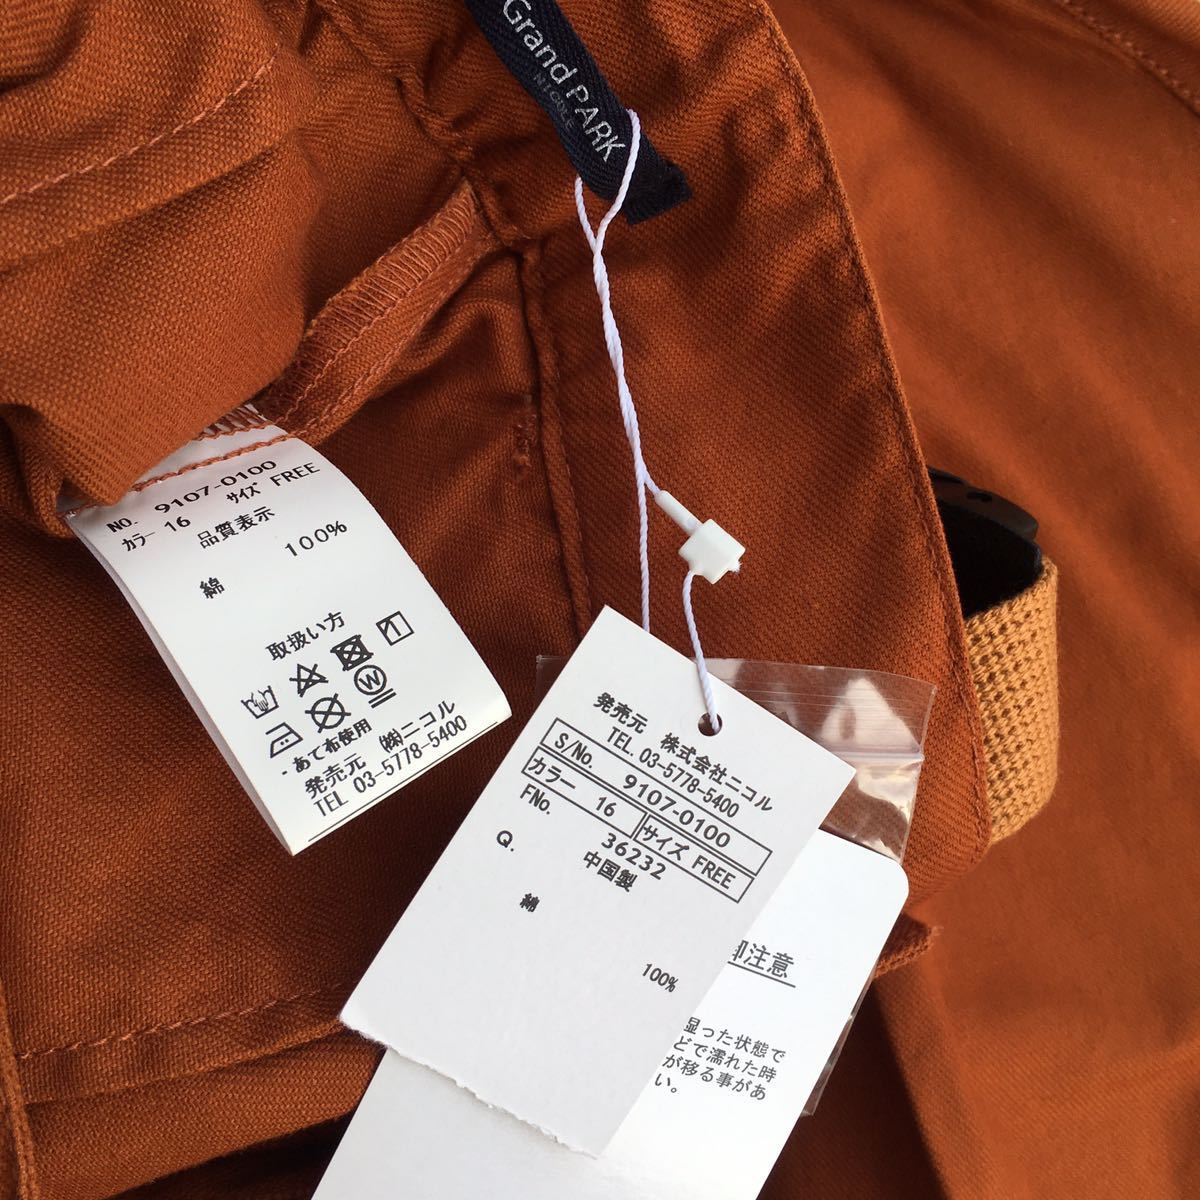 Grand PARK
NICOLE
NO. 9107-0100
カラー 16 サイズ FREE
品質表示
綿 100%
取扱い方
W
・あて布使用
発売元 ㈱ニコル
TEL 03-5778-5400
発売元 株式会社ニコル
TEL. 03-5778-5400
S/No. 9107-0100
カラー 16 サイズ FREE
FNo. 36232
中国製
Q.
綿 100%
御注意
湿った状態で
どで濡れた時
が移る事があ
い。